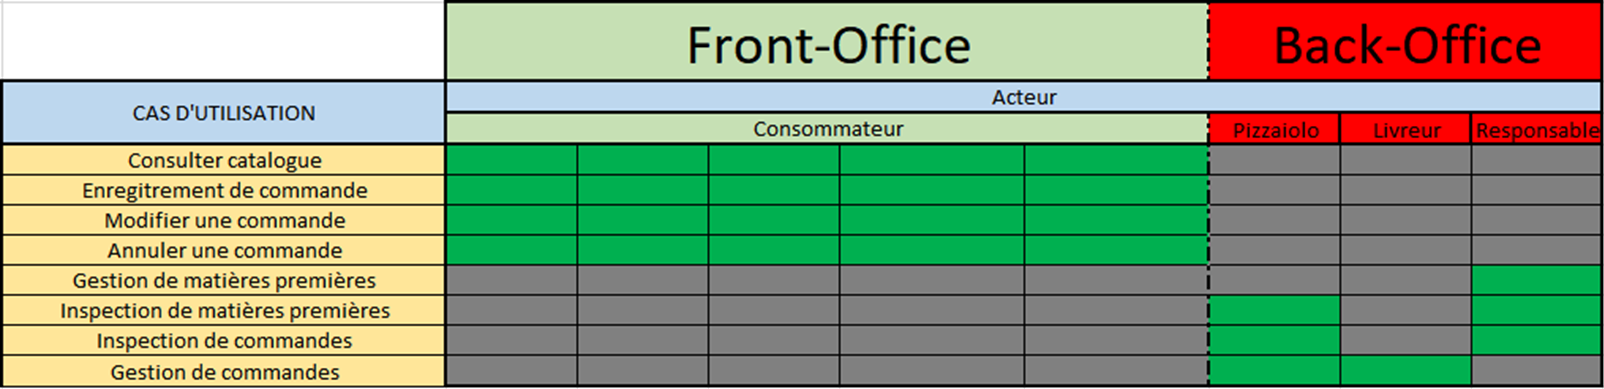 Front-Office Back-Office
CAS D'UTILISATION
Acteur
Consommateur Pizzaiolo Livreur Responsable
Consulter catalogue
Enregitrement de commande
Modifier une commande
Annuler une commande
Gestion de matières premières
Inspection de matières premières
Inspection de commandes
Gestion de commandes